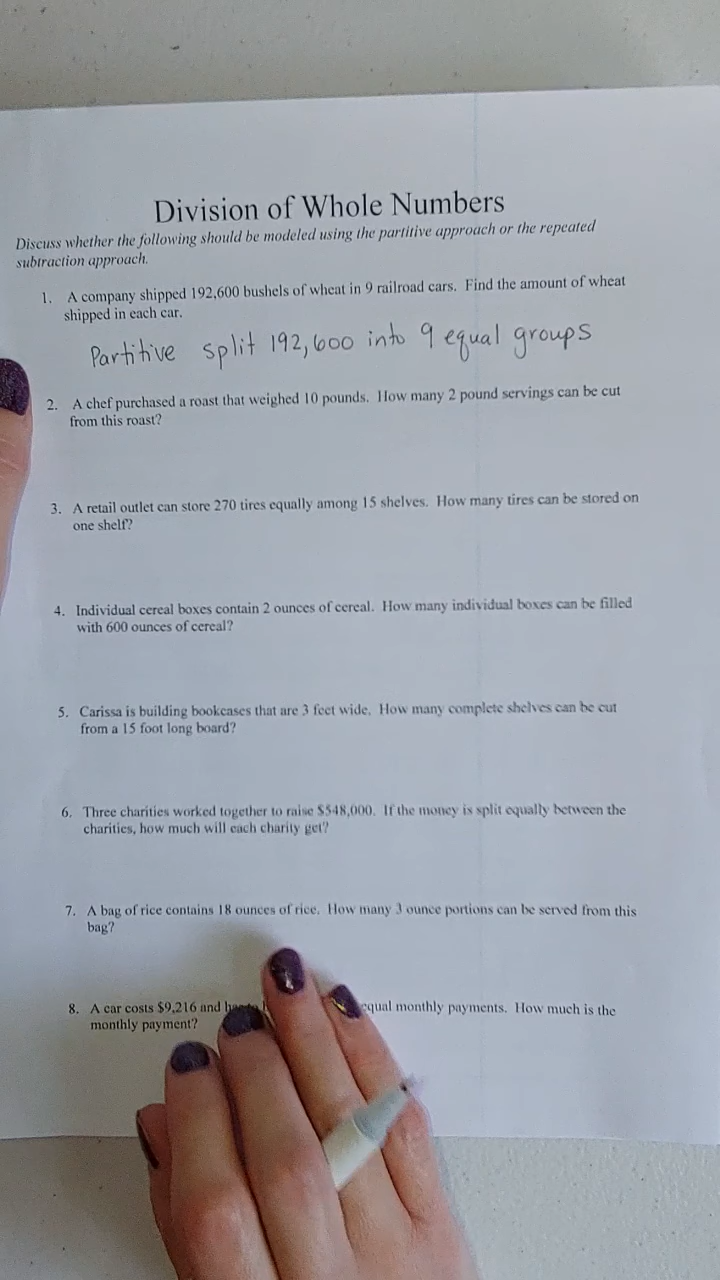 Division of Whole Numbers
Discuss whether the following should be modeled using the partitive approach or the repeated
subtraction approach.
1. A company shipped 192,600 bushels of wheat in 9 railroad cars. Find the amount of wheat
shipped in each car.
Partitive split 192,600 into 9 equal groups
2. A chef purchased a roast that weighed 10 pounds. How many 2 pound servings can be cut
from this roast?
3. A retail outlet can store 270 tires equally among 15 shelves. How many tires can be stored on
one shelf?
4. Individual cereal boxes contain 2 ounces of cereal. How many individual boxes can be filled
with 600 ounces of cereal?
5. Carissa is building bookcases that are 3 feet wide. How many complete shelves can be cut
from a 15 foot long board?
6. Three charities worked together to raise $548,000. If the money is split equally between the
charities, how much will each charity get?
7. A bag of rice contains 18 ounces of rice. How many 3 ounce portions can be served from this
bag?
8. A car costs $9,216 and equal monthly payments. How much is the
monthly payment?